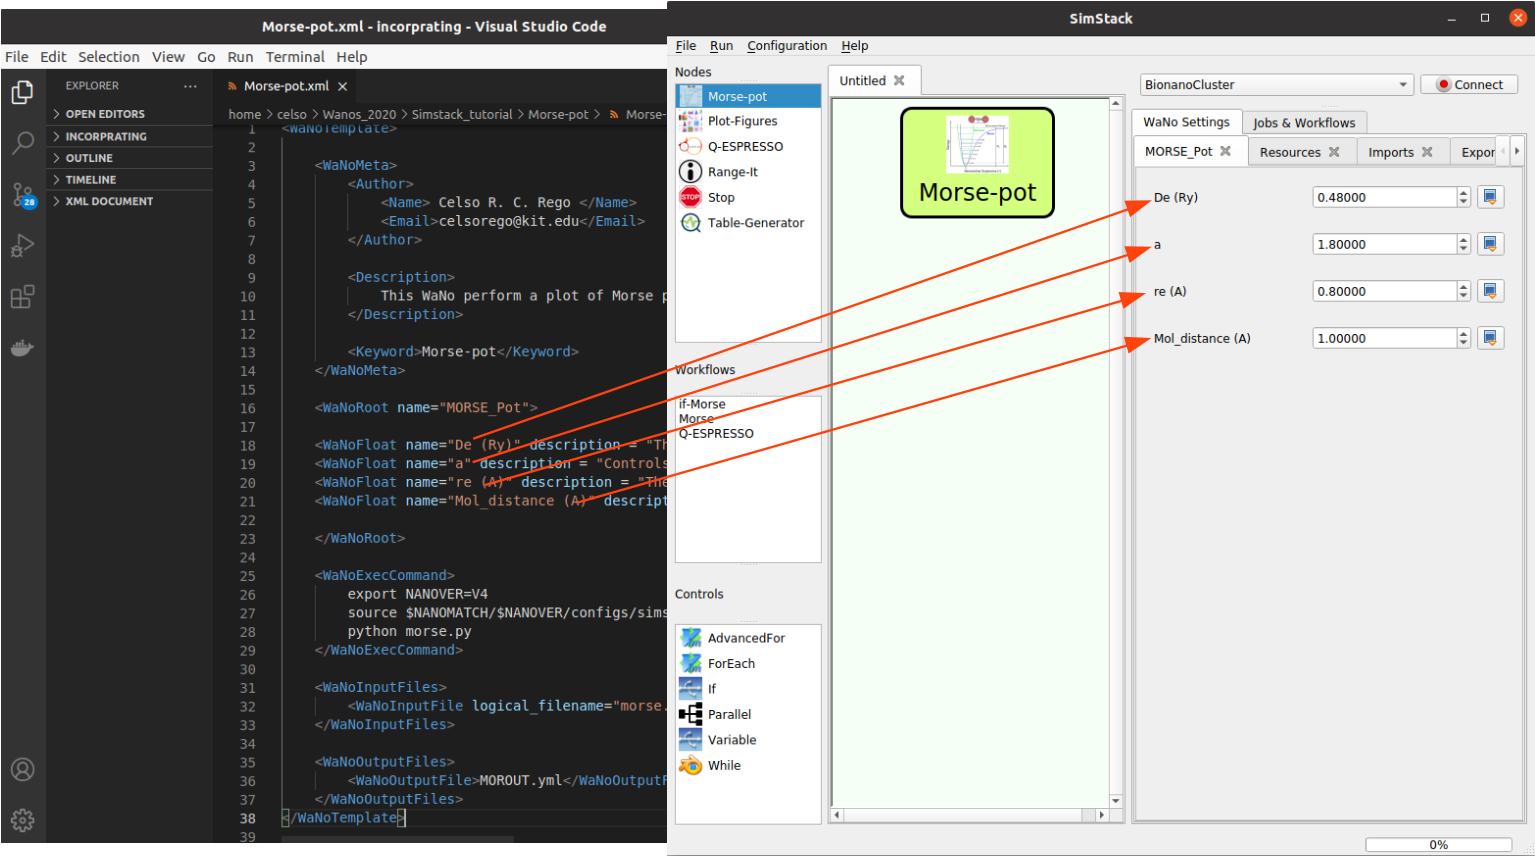 Morse-pot.xml - incorprating - Visual Studio Code
File Edit Selection View Go Run Terminal Help
EXPLORER ···
OPEN EDITORS
INCORPRATING
OUTLINE
TIMELINE
XML DOCUMENT
28
Morse-pot.xml
home > celso > Wanos_2020 > Simstack_tutorial > Morse-pot > Morse-
1 <WaNoTemplate>
2
3 <WaNoMeta>
4 <Author>
5 <Name> Celso R. C. Rego </Name>
6 <Email>celsorego@kit.edu</Email>
7 </Author>
8
9 <Description>
10 This WaNo perform a plot of Morse p
11 </Description>
12
13 <Keyword>Morse-pot</Keyword>
14 </WaNoMeta>
15
16 <WaNoRoot name="MORSE_Pot">
17
18 <WaNoFloat name="De (Ry)" description = "Th
19 <WaNoFloat name="a" description = "Controls
20 <WaNoFloat name="re (A)" description = "The
21 <WaNoFloat name="Mol_distance (A)" descript
22
23 </WaNoRoot>
24
25 <WaNoExecCommand>
26 export NANOVER=V4
27 source $NANOMATCH/$NANOVER/configs/sims
28 python morse.py
29 </WaNoExecCommand>
30
31 <WaNoInputFiles>
32 <WaNoInputFile logical_filename="morse.
33 </WaNoInputFiles>
34
35 <WaNoOutputFiles>
36 <WaNoOutputFile>MOROUT.yml</WaNoOutputF
37 </WaNoOutputFiles>
38 </WaNoTemplate>
39
SimStack
File Run Configuration Help
Nodes
Morse-pot
Plot-Figures
Q-ESPRESSO
Range-It
STOP Stop
Table-Generator
Workflows
if-Morse
Morse
Q-ESPRESSO
Controls
AdvancedFor
ForEach
If
Parallel
Variable
While
Untitled
Morse-pot
BionanoCluster
Connect
WaNo Settings Jobs & Workflows
MORSE_Pot Resources Imports Expor
De (Ry) 0.48000
a 1.80000
re (A) 0.80000
Mol_distance (A) 1.00000
0%